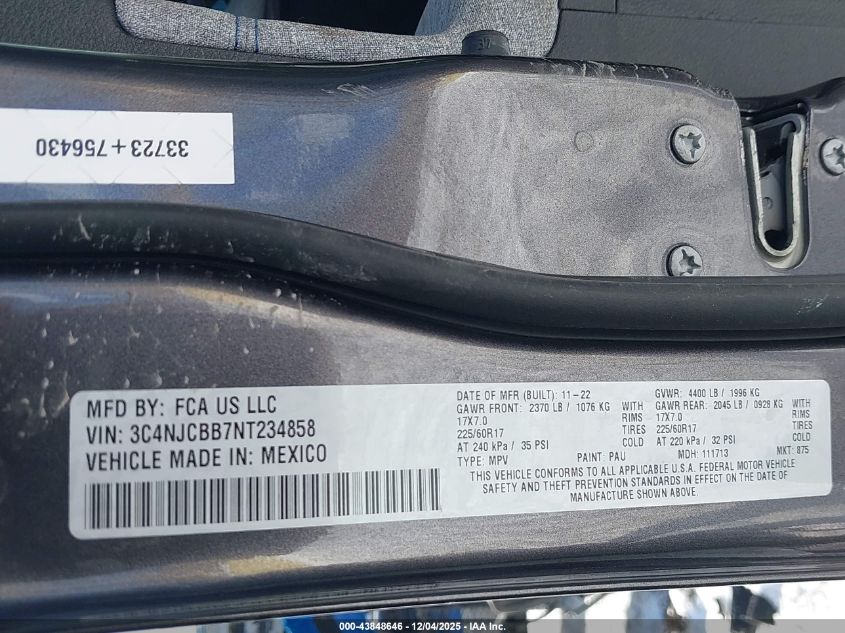 37
33723+756430
MFD BY: FCA US LLC
VIN: 3C4NJCBB7NT234858
VEHICLE MADE IN: MEXICO
DATE OF MFR (BUILT): 11-22 GVWR: 4400 LB / 1996 KG
GAWR FRONT: 2370 LB / 1076 KG WITH GAWR REAR: 2045 LB / 0928 KG WITH
17X7.0 RIMS 17X7.0 RIMS
225/60R17 TIRES 225/60R17 TIRES
AT 240 kPa / 35 PSI COLD AT 220 kPa / 32 PSI COLD
TYPE: MPV PAINT: PAU MDH: 111713 MKT: 875
THIS VEHICLE CONFORMS TO ALL APPLICABLE U.S.A. FEDERAL MOTOR VEHICLE
SAFETY AND THEFT PREVENTION STANDARDS IN EFFECT ON THE DATE OF
MANUFACTURE SHOWN ABOVE.
000-43848646 - 12/04/2025 - IAA Inc.